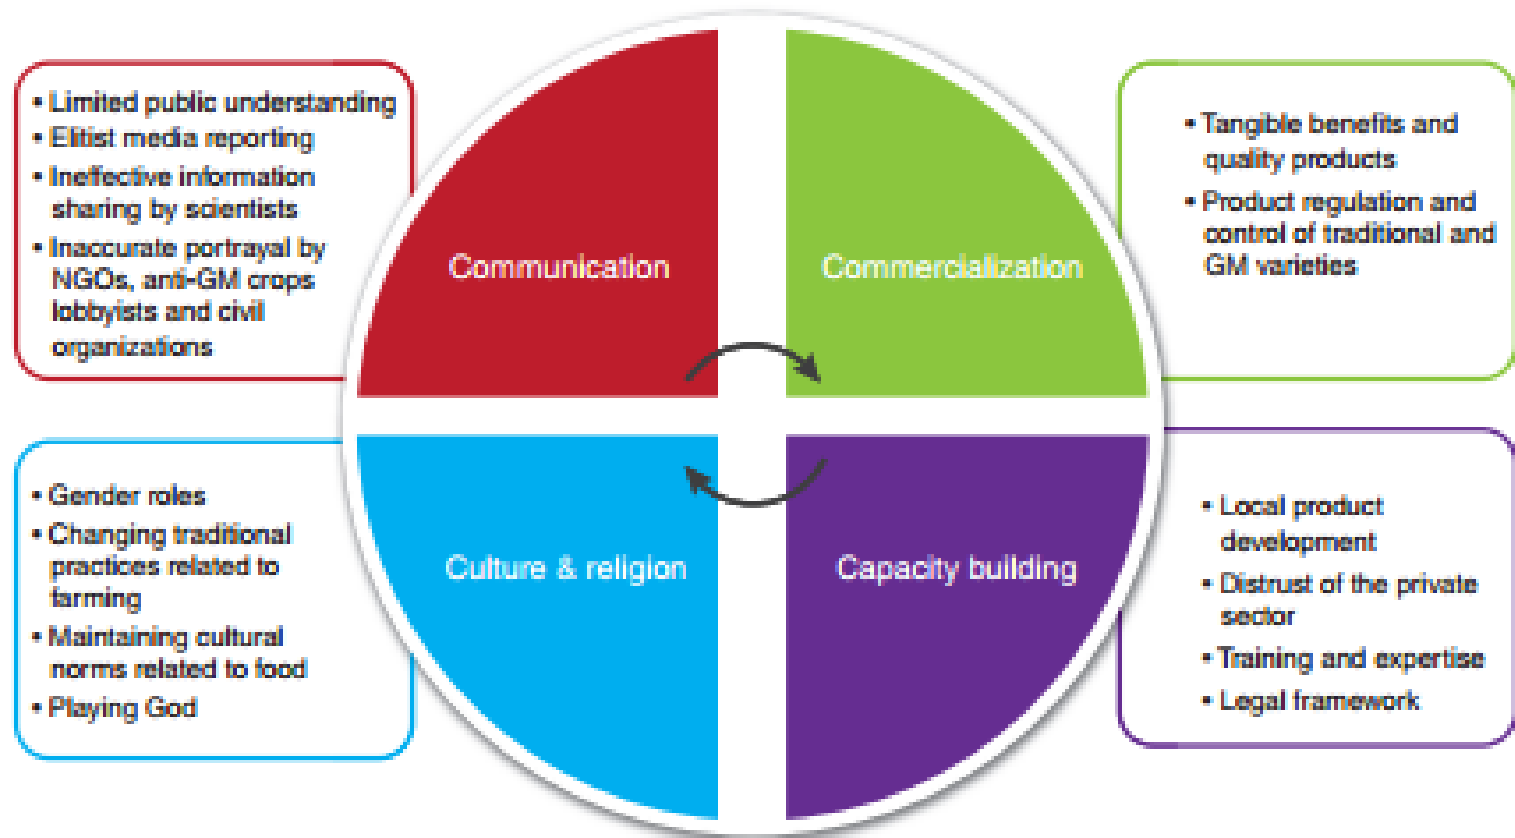 • Limited public understanding
• Elitist media reporting
• Ineffective information
sharing by scientists
• Inaccurate portrayal by
NGOs, anti-GM crops
lobbyists and civil
organizations
Communication
Commercialization
• Tangible benefits and
quality products
• Product regulation and
control of traditional and
GM varieties
• Gender roles
• Changing traditional
practices related to
farming
• Maintaining cultural
norms related to food
• Playing God
Culture & religion
Capacity building
• Local product
development
• Distrust of the private
sector
• Training and expertise
• Legal framework